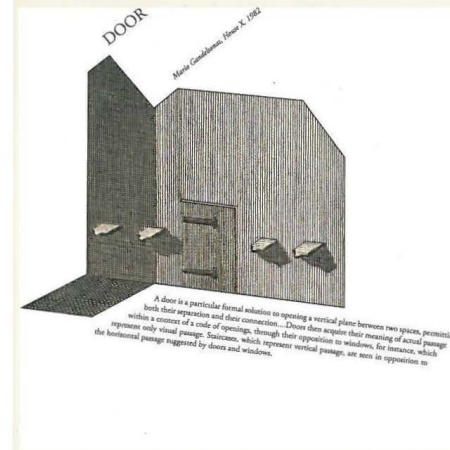 DOOR
Mario Gandelsonas, House X, 1982
A door is a particular formal solution to opening a vertical plane between two spaces, permitting
both their separation and their connection....Doors then acquire their meaning of actual passage
within a context of a code of openings, through their opposition to windows, for instance, which
represent only visual passage. Staircases, which represent vertical passage, are seen in opposition to
the horizontal passage suggested by doors and windows.